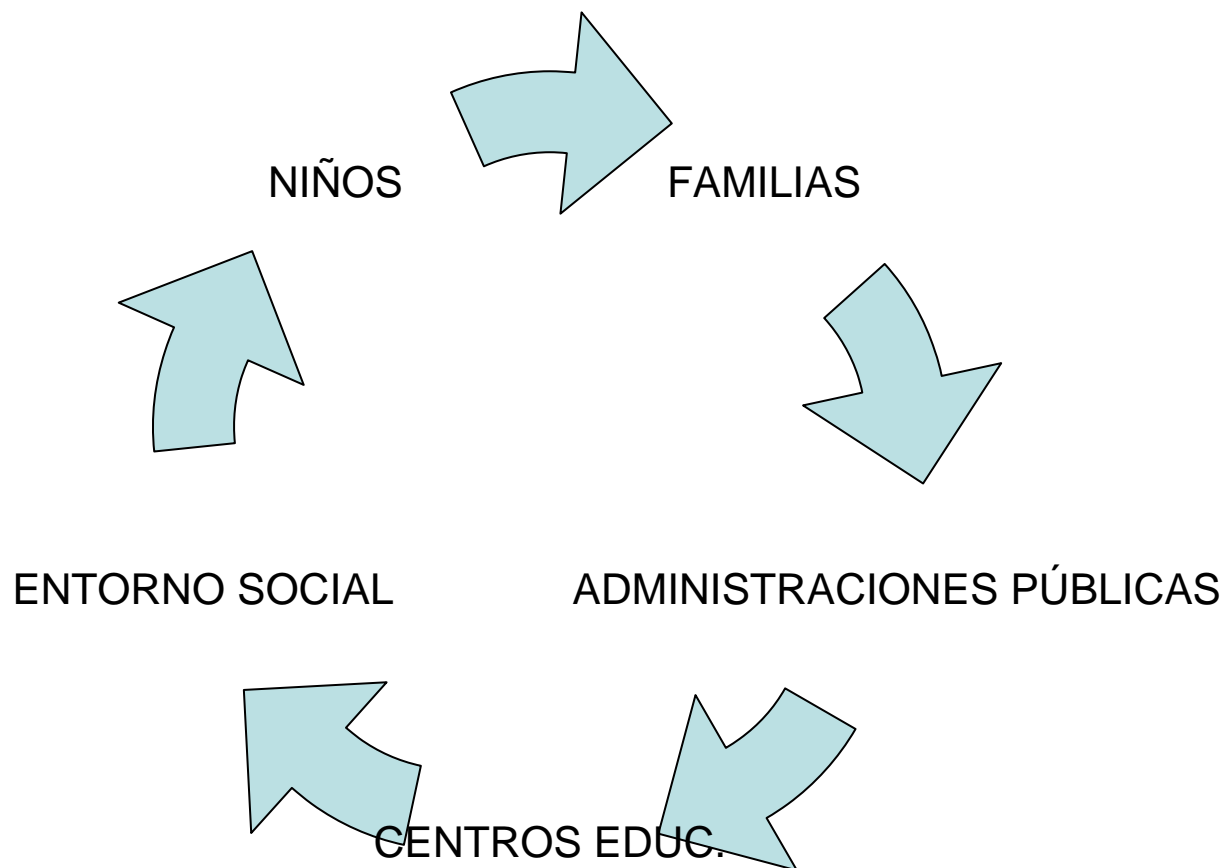 NIÑOS
FAMILIAS
ENTORNO SOCIAL
ADMINISTRACIONES PÚBLICAS
CENTROS EDUC.